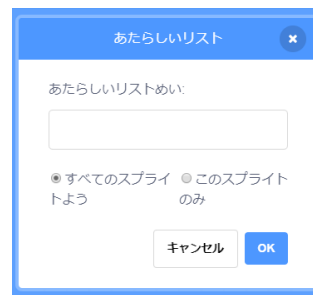 あたらしいリスト
あたらしいリストめい:
すべてのスプライ
トよう
このスプライト
のみ
キャンセル
OK